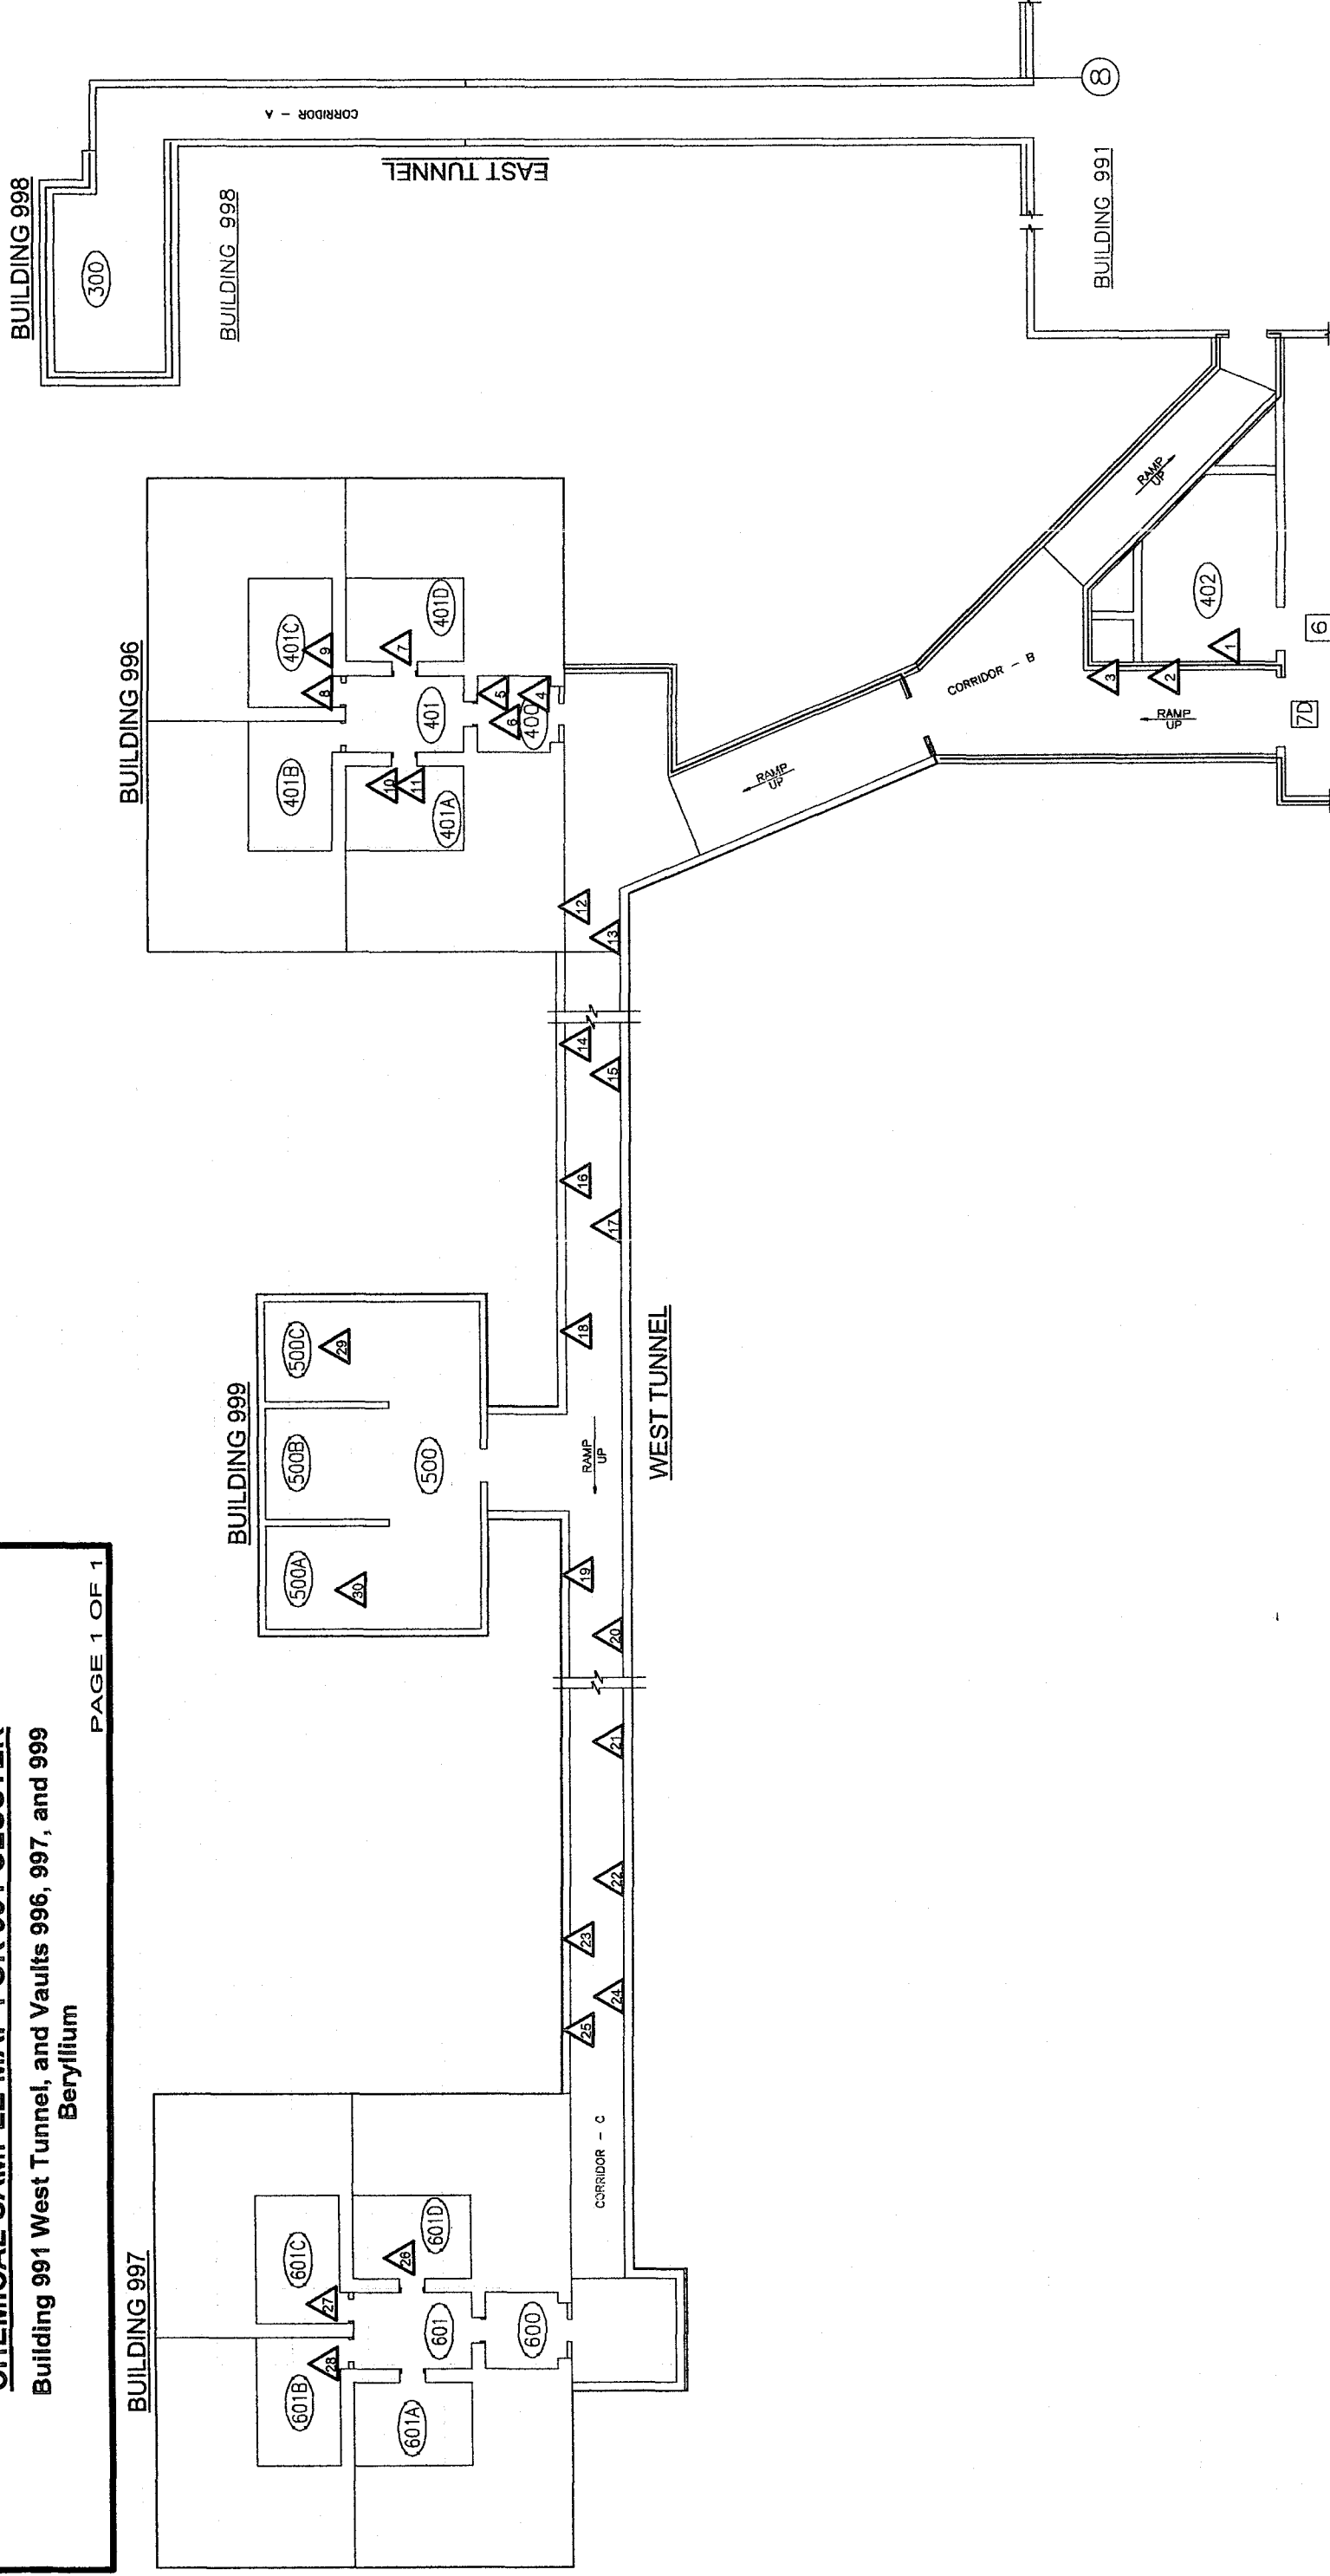 CHEMICAL SAMPLE MAP FOR 991 CLUSTER
Building 991 West Tunnel, and Vaults 996, 997, and 999
Beryllium
PAGE 1 OF 1
BUILDING 997
601B
601C
28
27
601A
601
601D
26
600
CORRIDOR - C
25
24
23
22
21
20
19
BUILDING 999
500A
500B
500C
30
29
500
RAMP
UP
WEST TUNNEL
18
17
16
15
14
13
12
BUILDING 996
401B
401C
8
9
10
11
7
401A
401
401D
5
6
4
400
RAMP
UP
CORRIDOR - B
3
2
1
RAMP
UP
402
RAMP
UP
7D
6
BUILDING 998
300
BUILDING 998
CORRIDOR - A
EAST TUNNEL
BUILDING 991
8